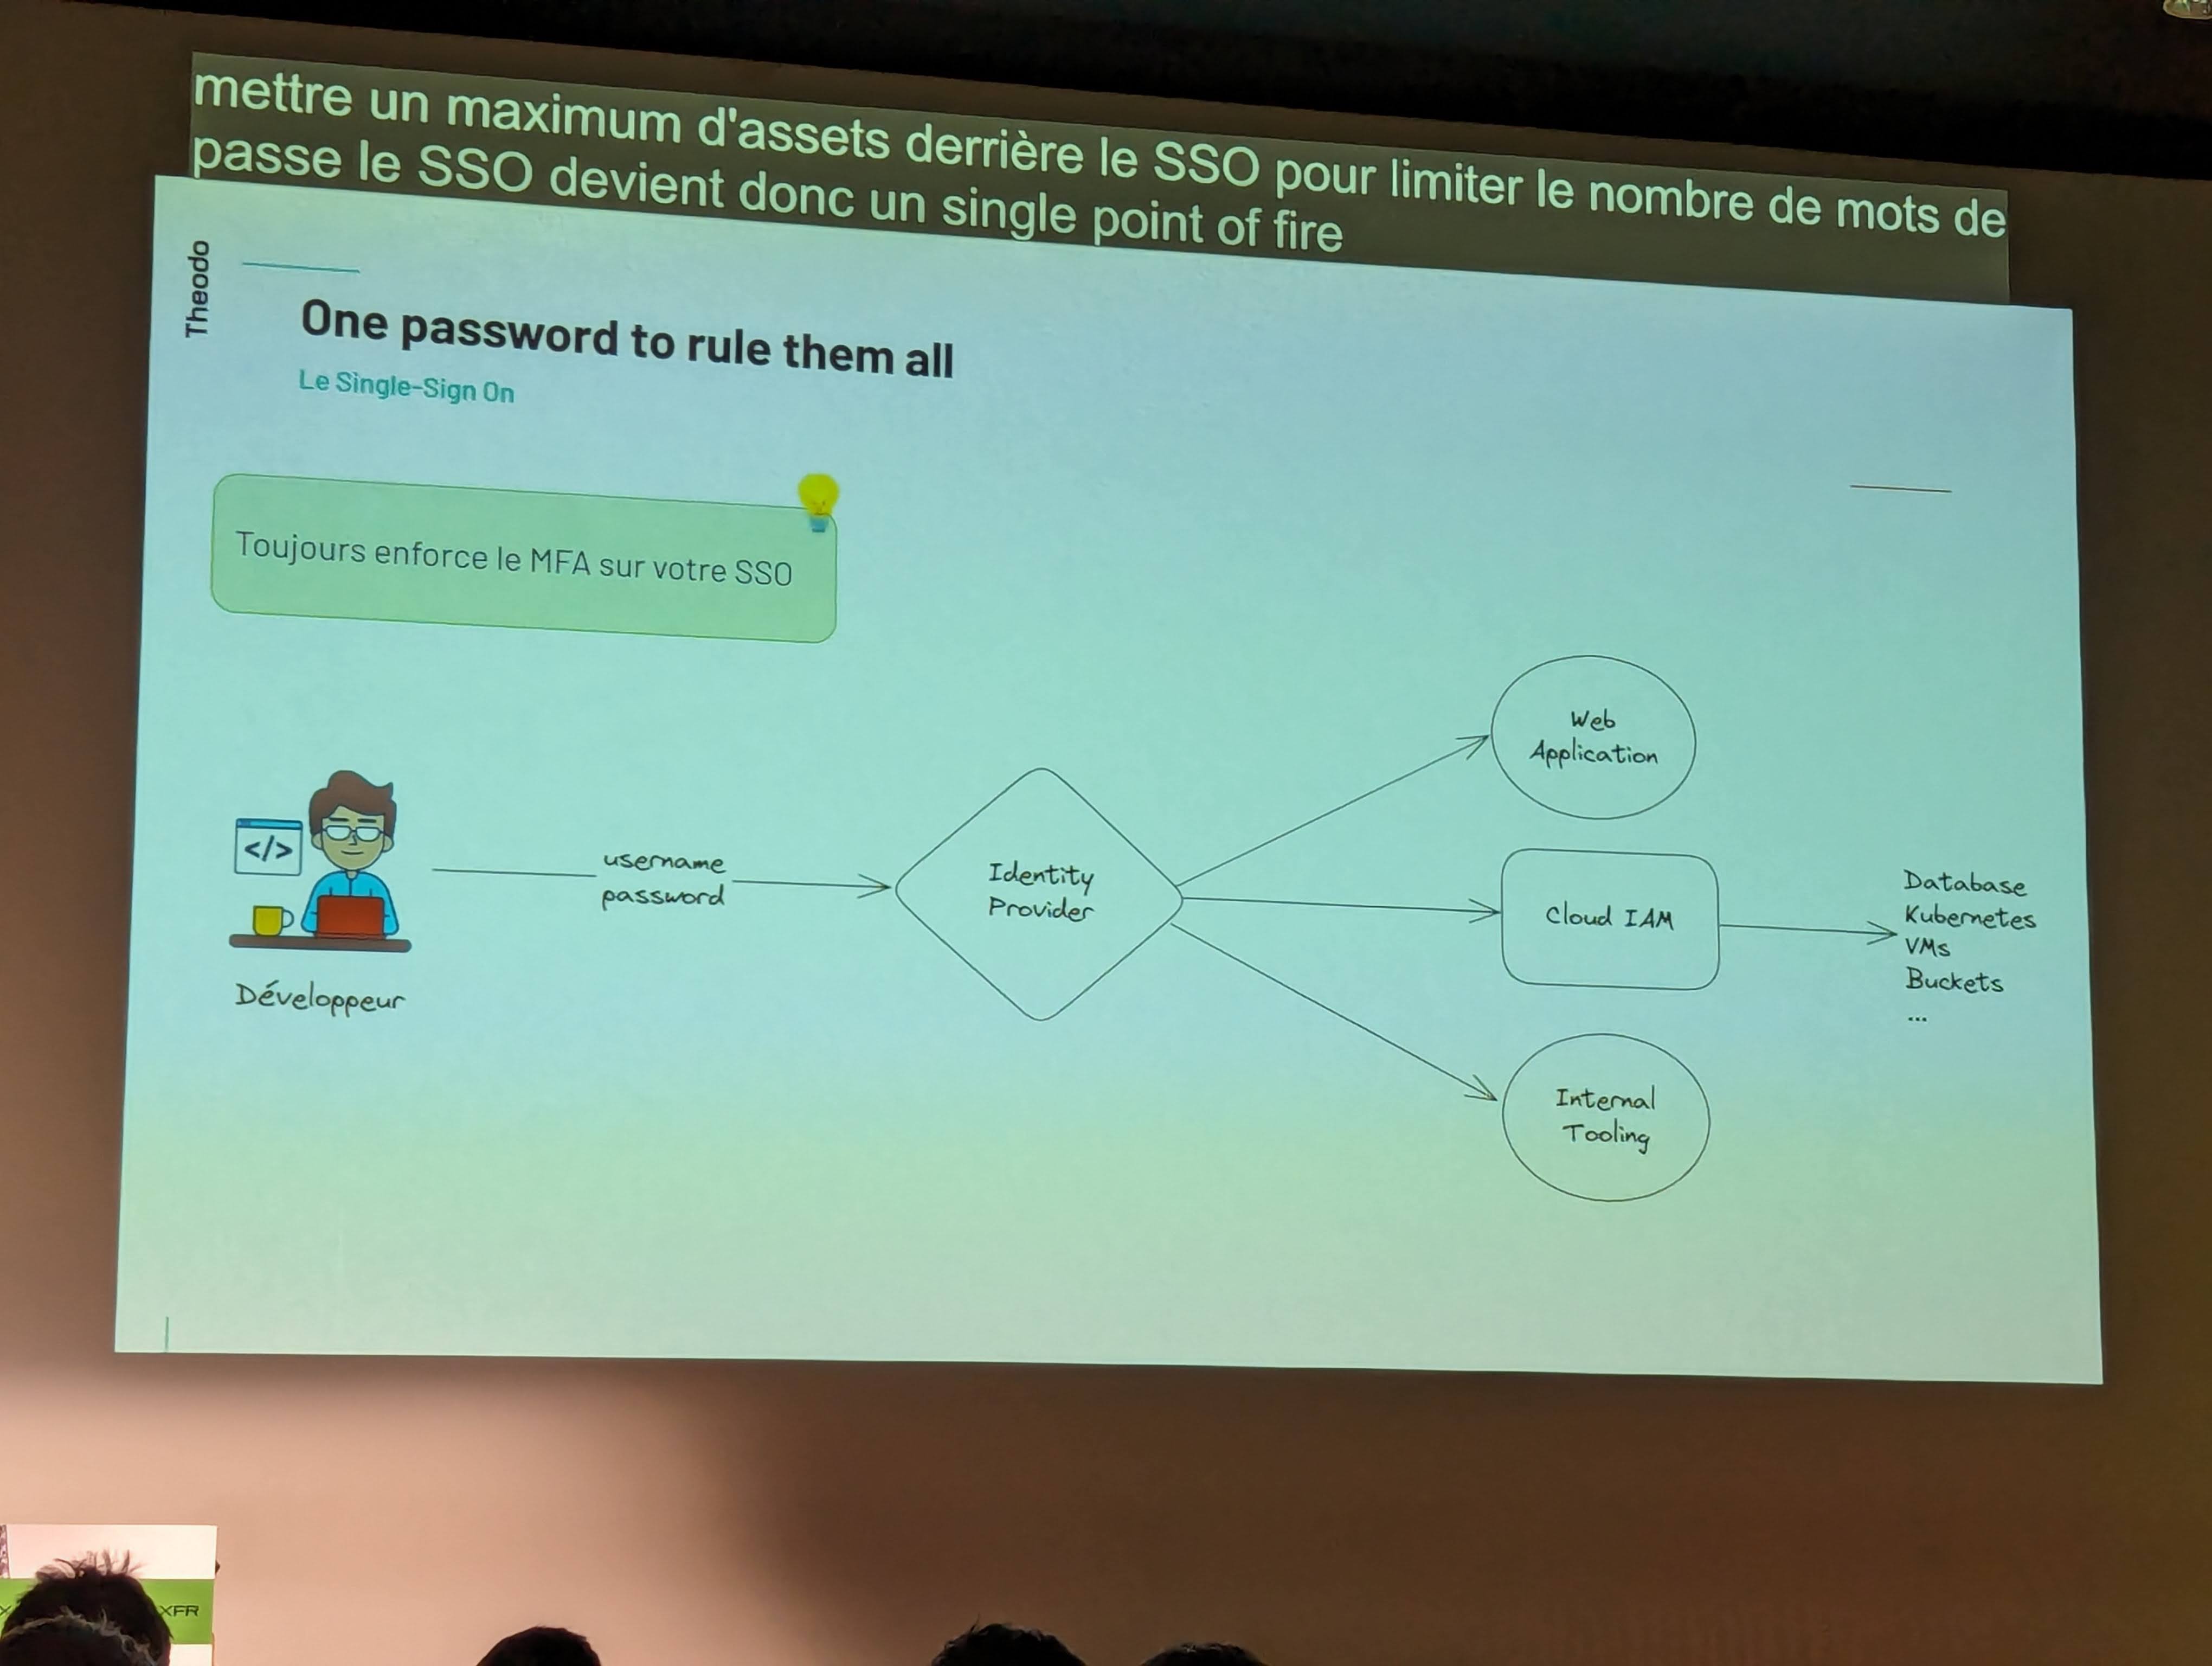 mettre un maximum d'assets derrière le SSO pour limiter le nombre de mots de
passe le SSO devient donc un single point of fire
Theodo
One password to rule them all
Le Single-Sign On
Toujours enforce le MFA sur votre SSO
</>
Développeur
username
password
Identity
Provider
Web
Application
Cloud IAM
Internal
Tooling
Database
Kubernetes
VMs
Buckets
...
XFR